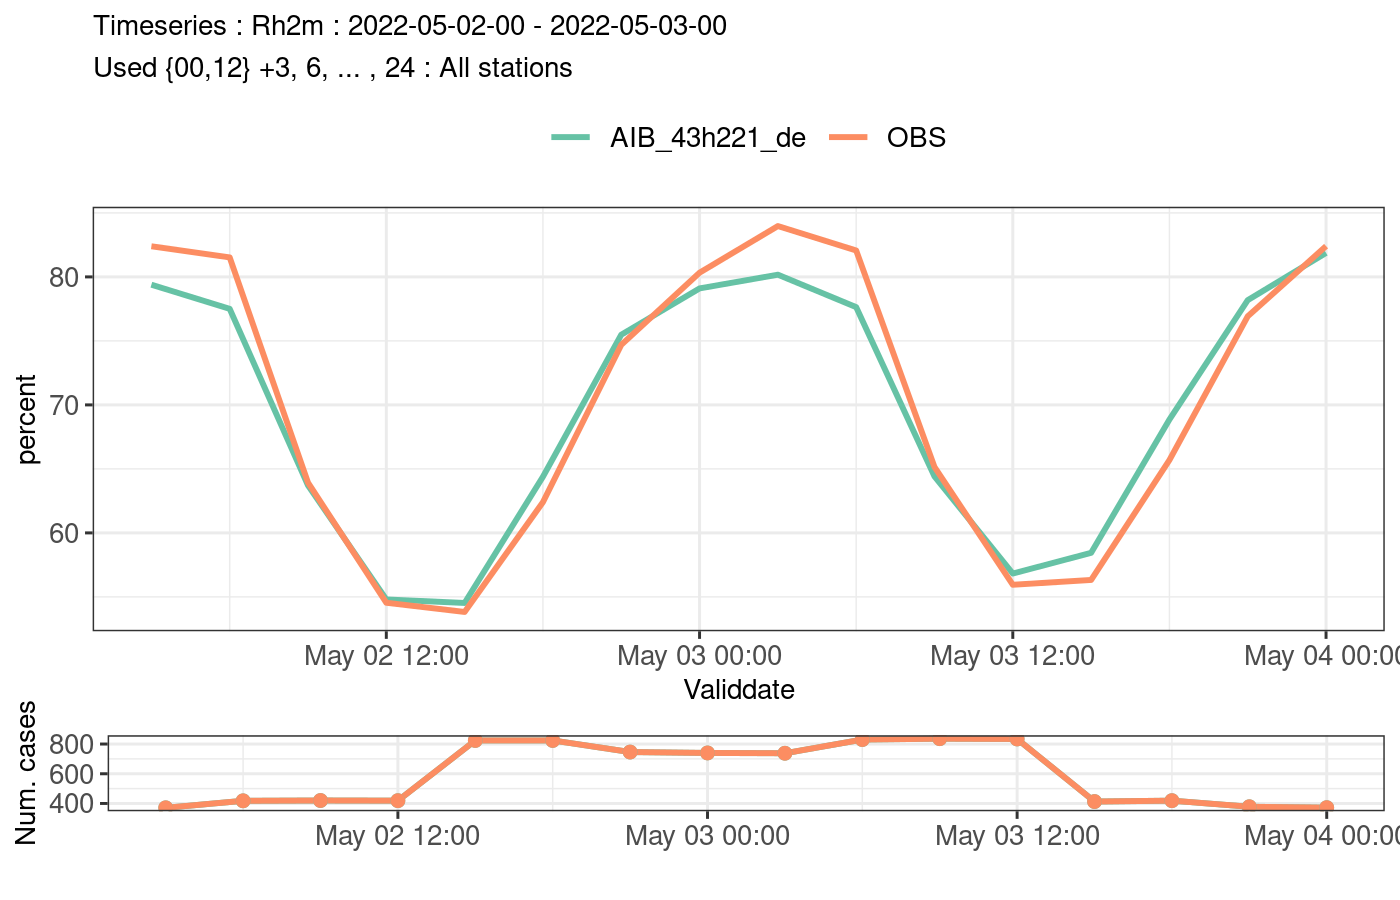 Timeseries : Rh2m : 2022-05-02-00 - 2022-05-03-00
Used {00,12} +3, 6, ... , 24 : All stations
AIB_43h221_de OBS
80
70
60
percent
May 02 12:00 May 03 00:00 May 03 12:00 May 04 00:00
Validdate
800
600
400
Num. cases
May 02 12:00 May 03 00:00 May 03 12:00 May 04 00:00